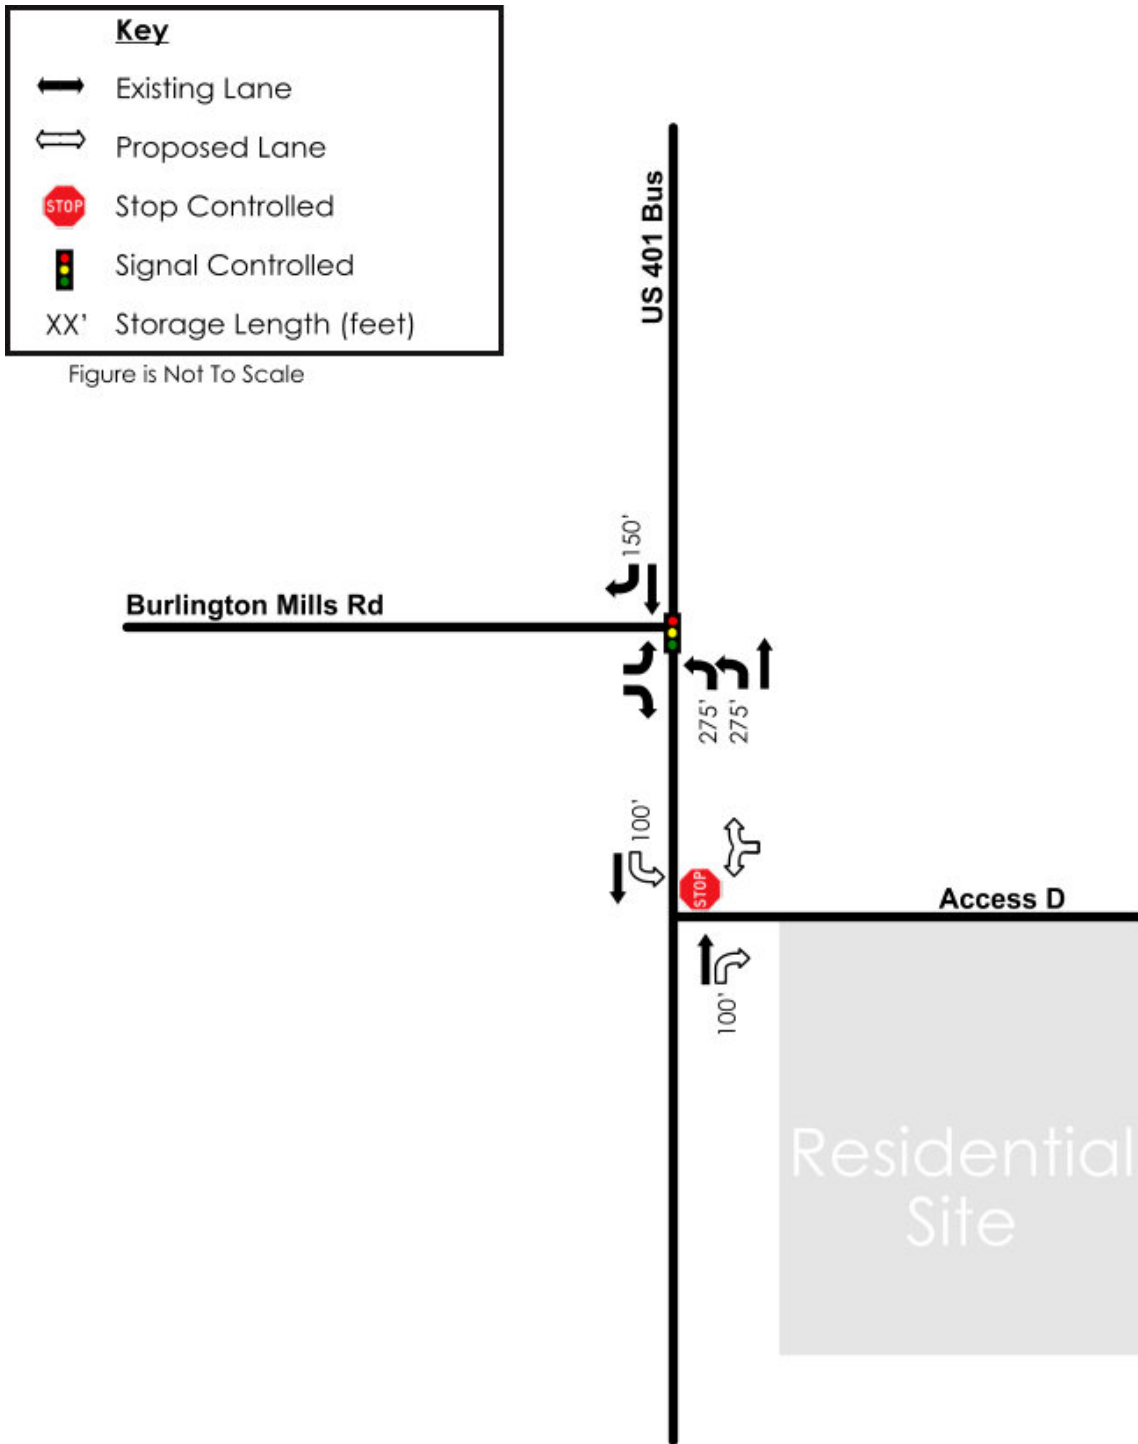 Key
Existing Lane
Proposed Lane
STOP
Stop Controlled
Signal Controlled
XX' Storage Length (feet)
Figure is Not To Scale
US 401 Bus
150'
Burlington Mills Rd
275'
275'
100'
STOP
Access D
100'
Residential
Site